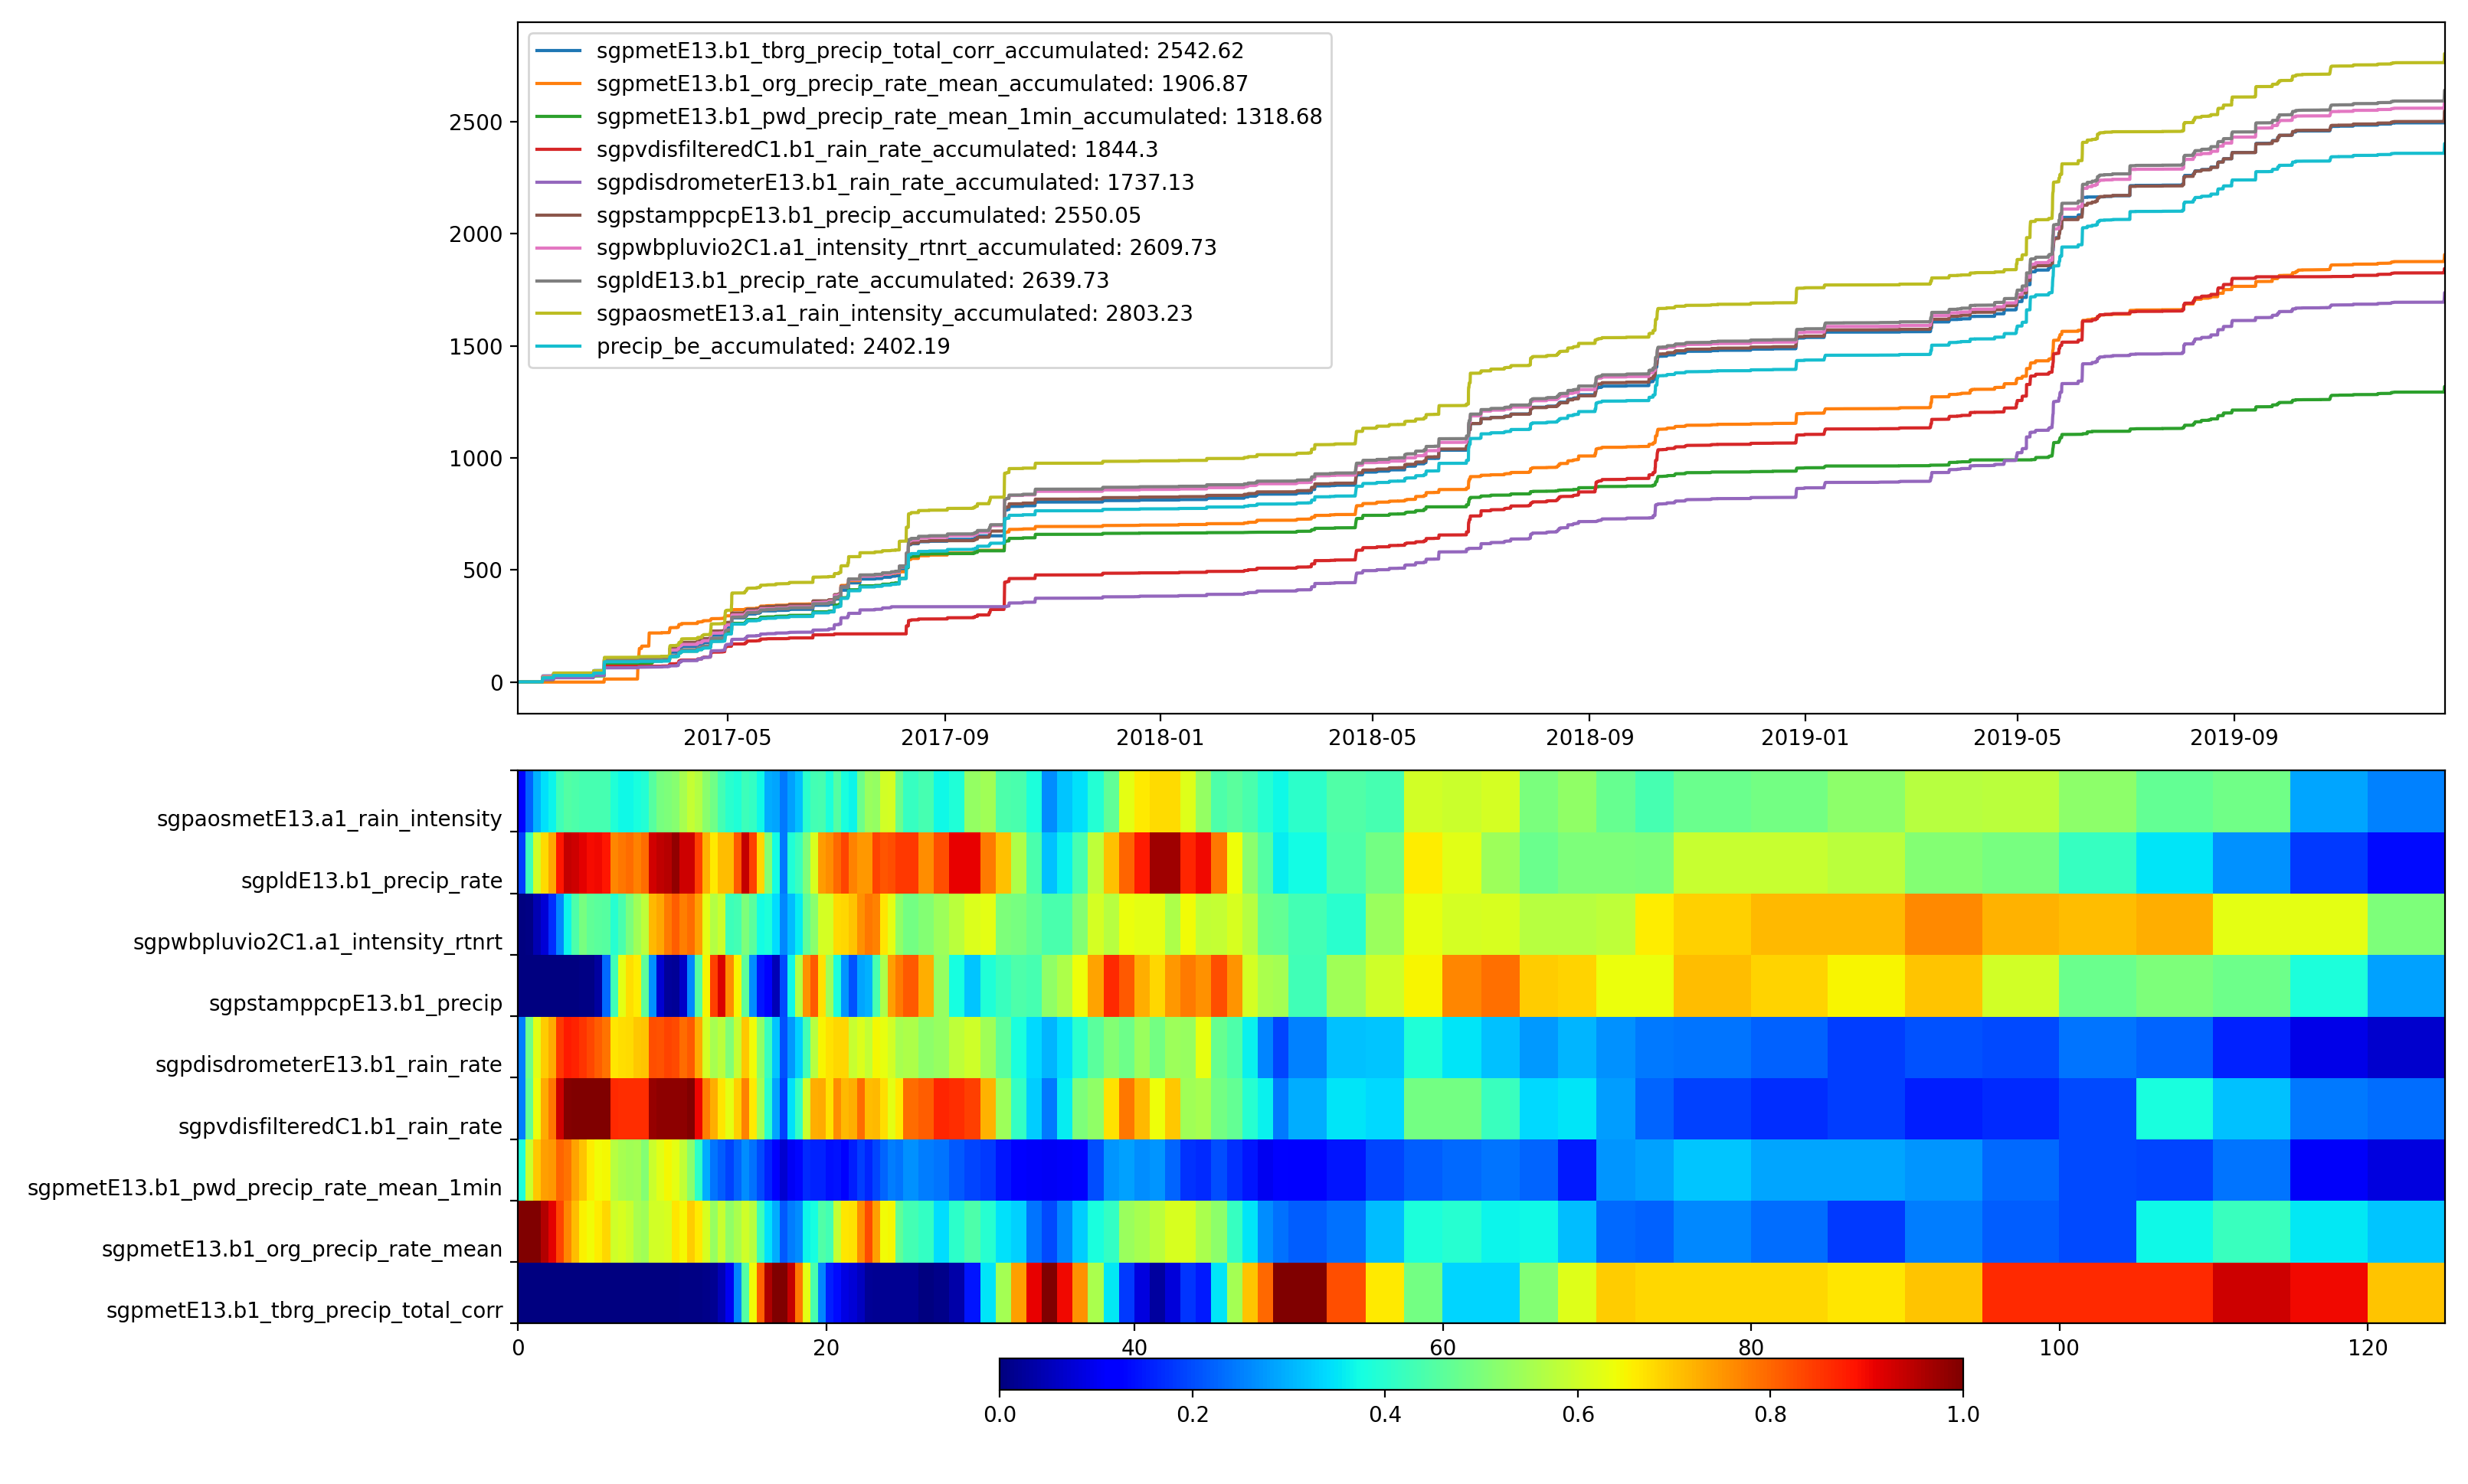 sgpmetE13.b1_tbrg_precip_total_corr_accumulated: 2542.62
sgpmetE13.b1_org_precip_rate_mean_accumulated: 1906.87
sgpmetE13.b1_pwd_precip_rate_mean_1min_accumulated: 1318.68
sgpvdisfilteredC1.b1_rain_rate_accumulated: 1844.3
sgpdisdrometerE13.b1_rain_rate_accumulated: 1737.13
sgpstamppcpE13.b1_precip_accumulated: 2550.05
sgpwbpluvio2C1.a1_intensity_rtnrt_accumulated: 2609.73
sgpldE13.b1_precip_rate_accumulated: 2639.73
sgpaosmetE13.a1_rain_intensity_accumulated: 2803.23
precip_be_accumulated: 2402.19
2500
2000
1500
1000
500
0
2017-05 2017-09 2018-01 2018-05 2018-09 2019-01 2019-05 2019-09
sgpaosmetE13.a1_rain_intensity
sgpldE13.b1_precip_rate
sgpwbpluvio2C1.a1_intensity_rtnrt
sgpstamppcpE13.b1_precip
sgpdisdrometerE13.b1_rain_rate
sgpvdisfilteredC1.b1_rain_rate
sgpmetE13.b1_pwd_precip_rate_mean_1min
sgpmetE13.b1_org_precip_rate_mean
sgpmetE13.b1_tbrg_precip_total_corr
0 20 40 60 80 100 120
0.0 0.2 0.4 0.6 0.8 1.0